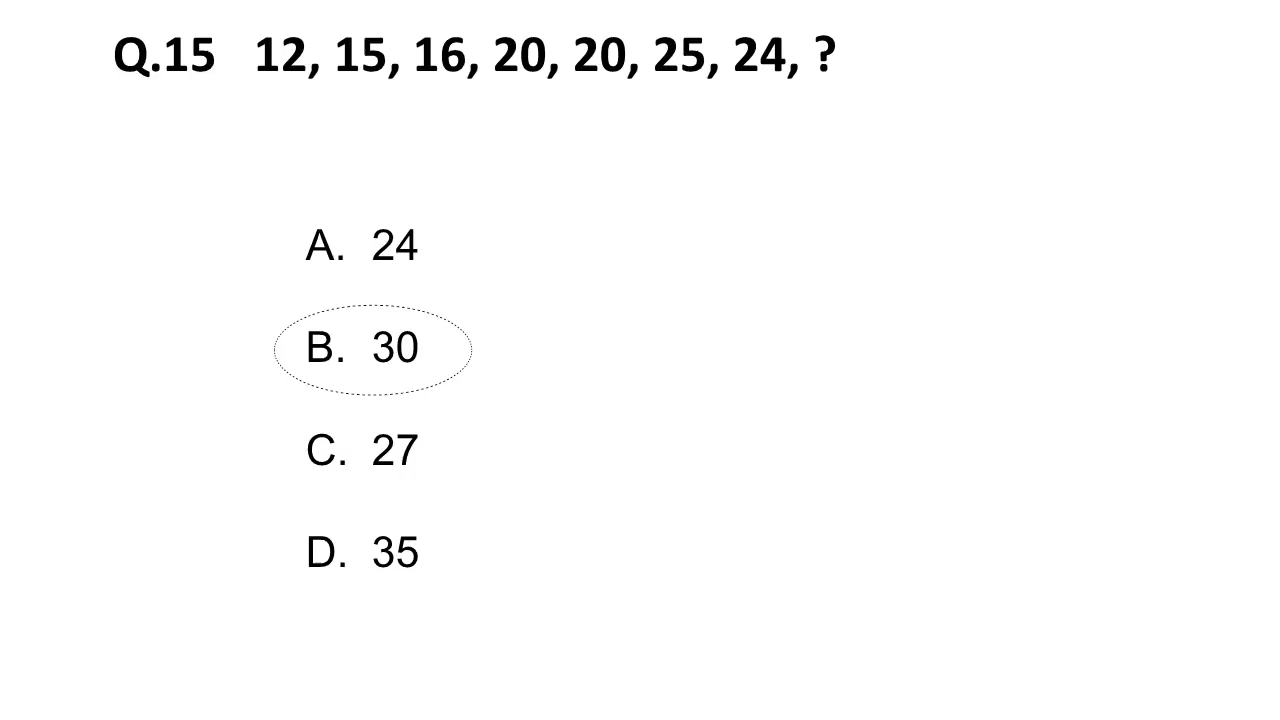 Q.15 12, 15, 16, 20, 20, 25, 24, ?
A. 24
B. 30
C. 27
D. 35